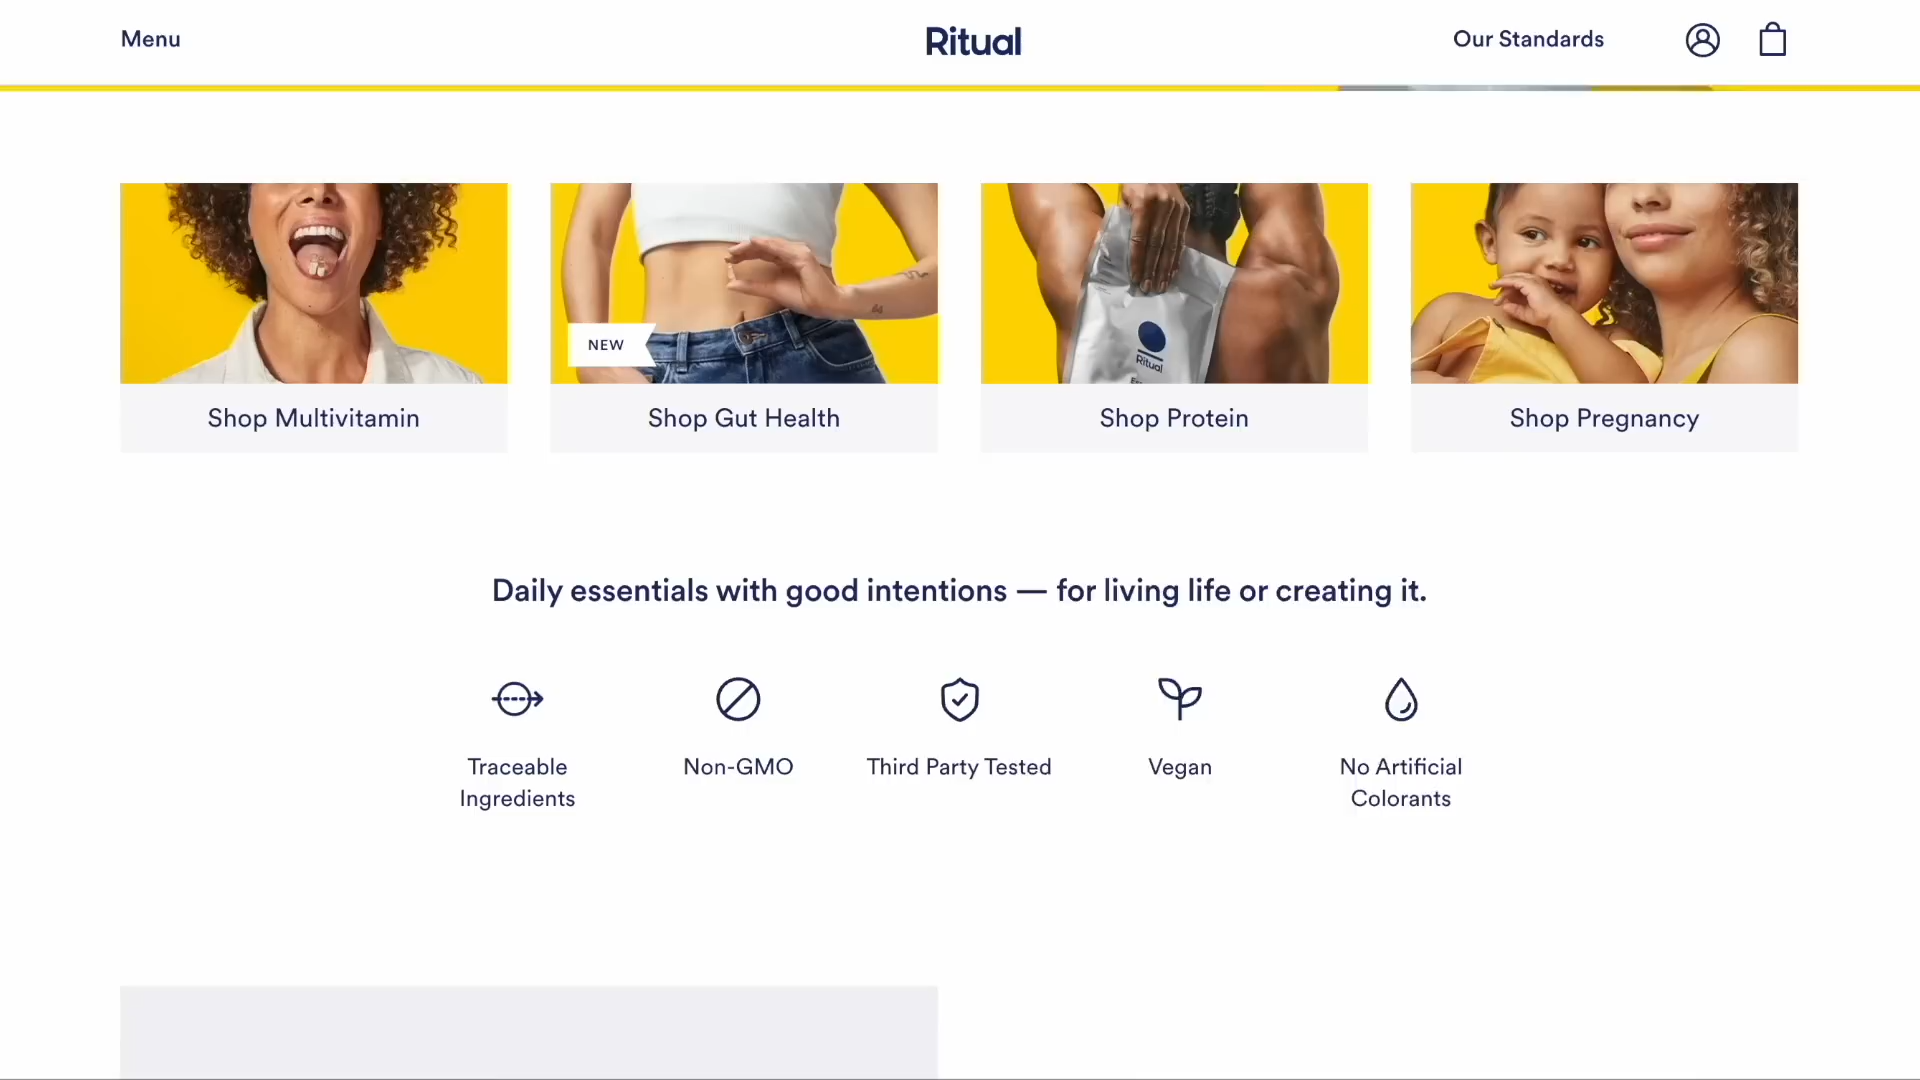 Menu
Ritual
Our Standards
NEW
Ritual
Shop Multivitamin
Shop Gut Health
Shop Protein
Shop Pregnancy
Daily essentials with good intentions — for living life or creating it.
Traceable
Ingredients
Non-GMO
Third Party Tested
Vegan
No Artificial
Colorants